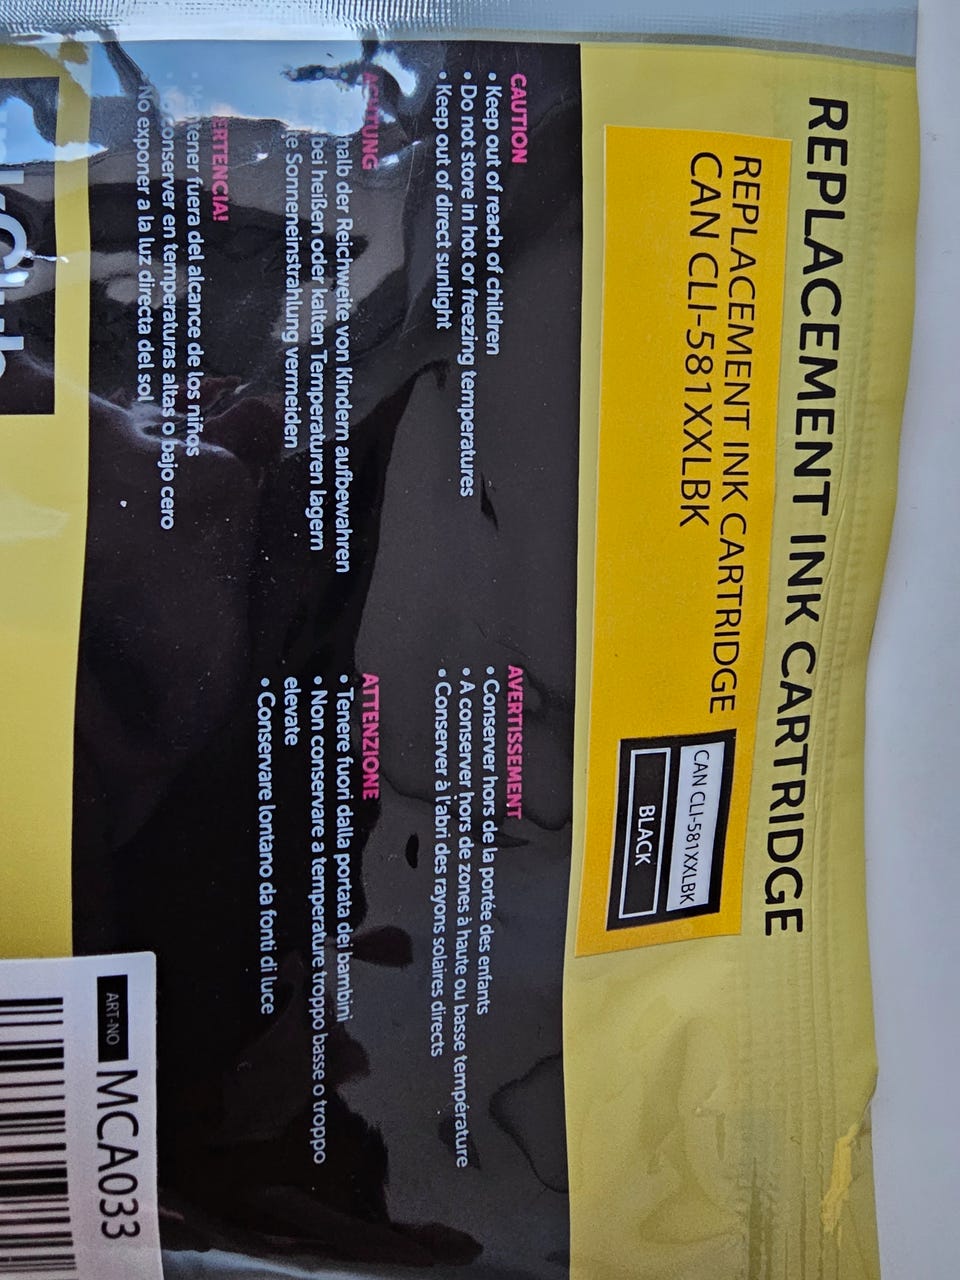 REPLACEMENT INK CARTRIDGE
REPLACEMENT INK CARTRIDGE
CAN CLI-581XXLBK
CAN CLI-581XXLBK
BLACK
CAUTION
• Keep out of reach of children
• Do not store in hot or freezing temperatures
• Keep out of direct sunlight
AVERTISSEMENT
• Conserver hors de la portée des enfants
• A conserver hors de zones à haute ou basse température
• Conserver à l'abri des rayons solaires directs
ACHTUNG
der Reichweite von Kindern aufbewahren
bei heißen oder kalten Temperaturen lagern
Sonneneinstrahlung vermeiden
ATTENZIONE
• Tenere fuori dalla portata dei bambini
• Non conservare a temperature troppo basse o troppo
elevate
• Conservare lontano da fonti di luce
fuera del alcance de los niños
conserver en temperaturas altas o bajo cero
No exponer a la luz directa del sol
ART-NO
MCA033